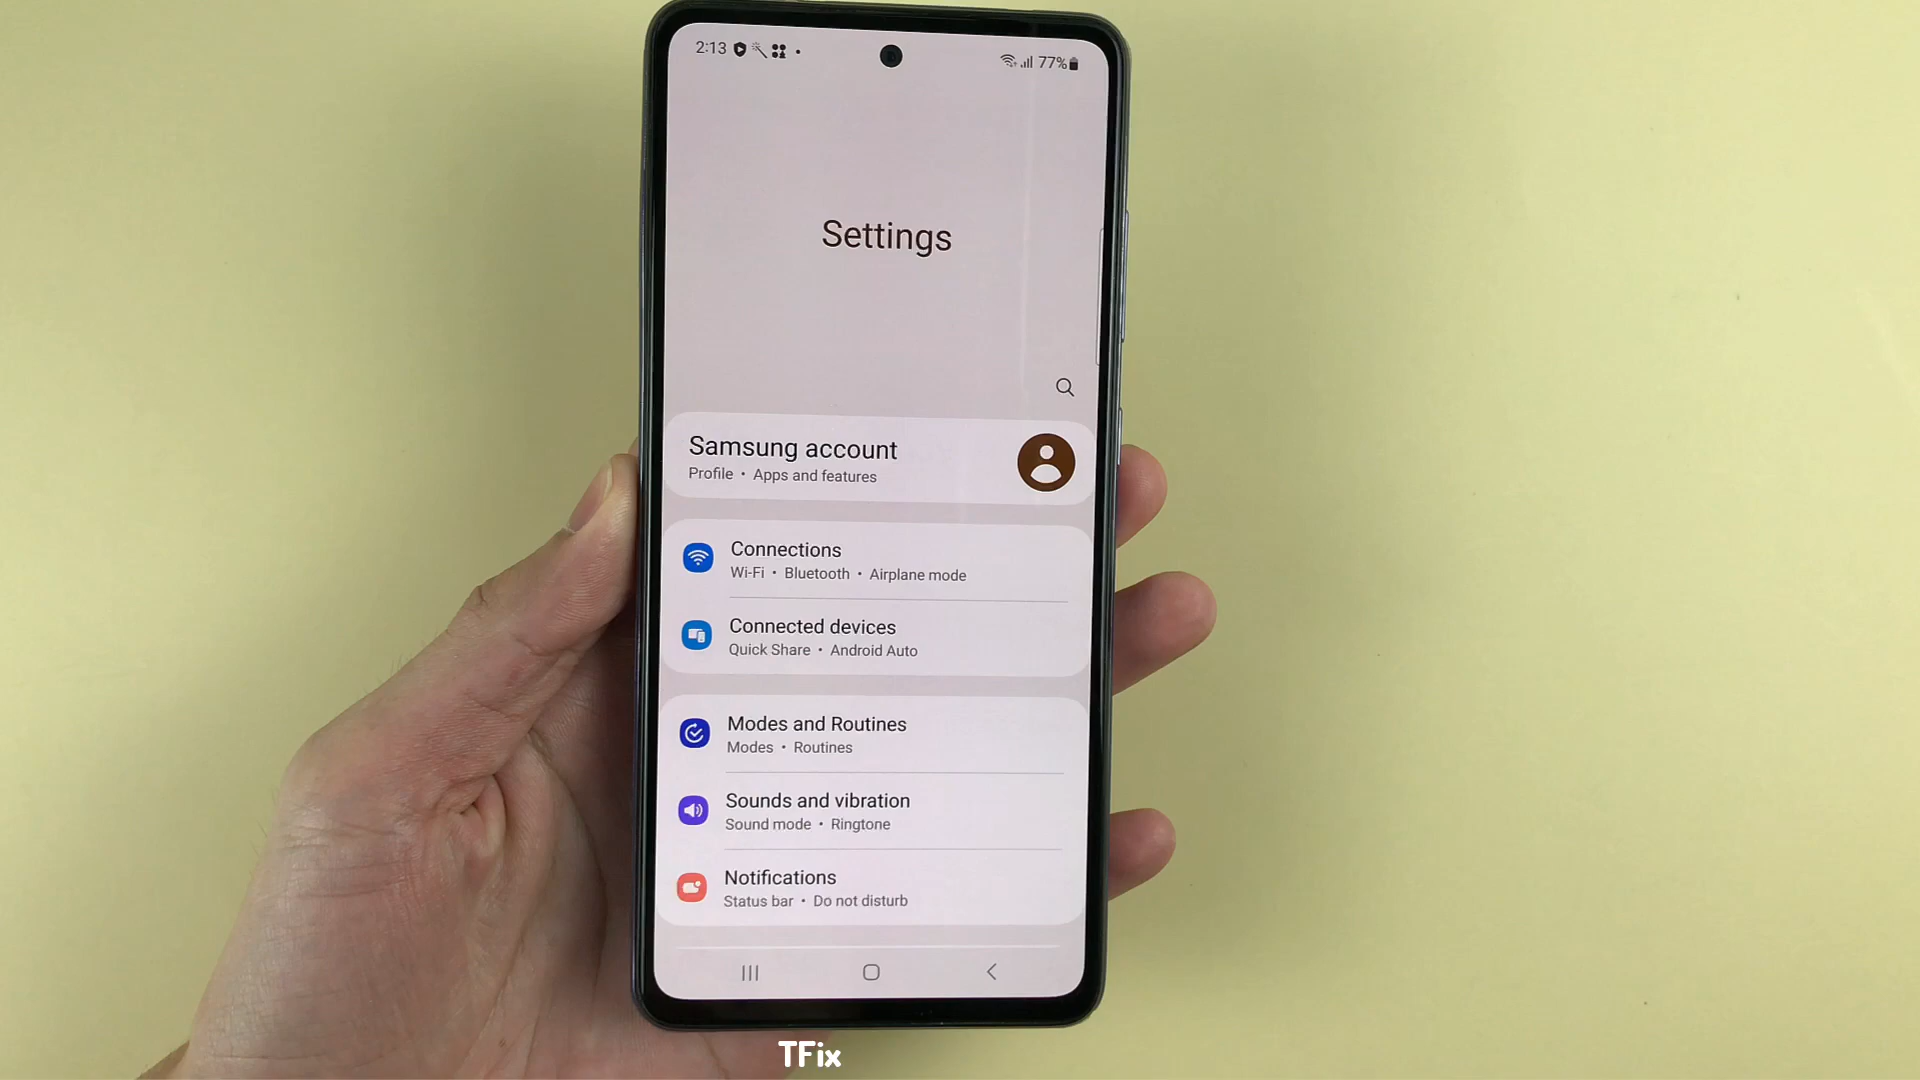 2:13
77%
Settings
Samsung account
Profile • Apps and features
Connections
Wi-Fi • Bluetooth • Airplane mode
Connected devices
Quick Share • Android Auto
Modes and Routines
Modes • Routines
Sounds and vibration
Sound mode • Ringtone
Notifications
Status bar • Do not disturb
TFix